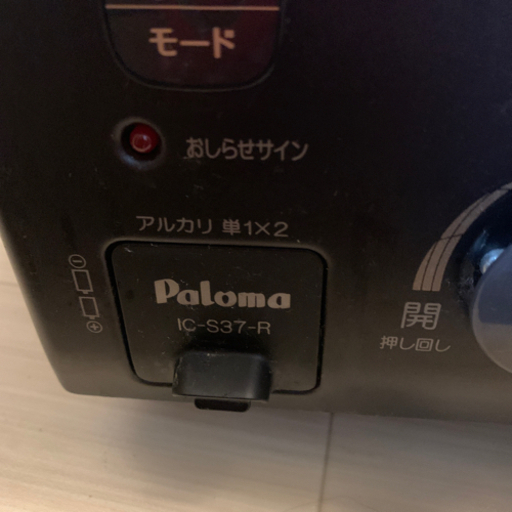 モード
おしらせサイン
アルカリ 単1×2
Paloma
IC-S37-R
開
押し回し